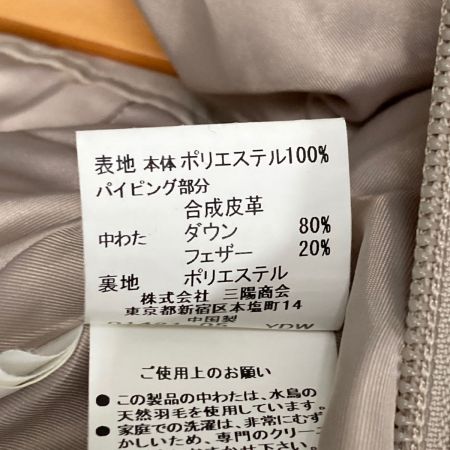 表地 本体 ポリエステル100%
パイピング部分
合成皮革
中わた ダウン 80%
フェザー 20%
裏地 ポリエステル
株式会社 三陽商会
東京都新宿区本塩町14
中国製
YDW
ご使用上のお願い
● この製品の中わたは、水鳥の
天然羽毛を使用しています。
● 家庭での洗濯は、非常にむず
かしいため、専門のクリーニ